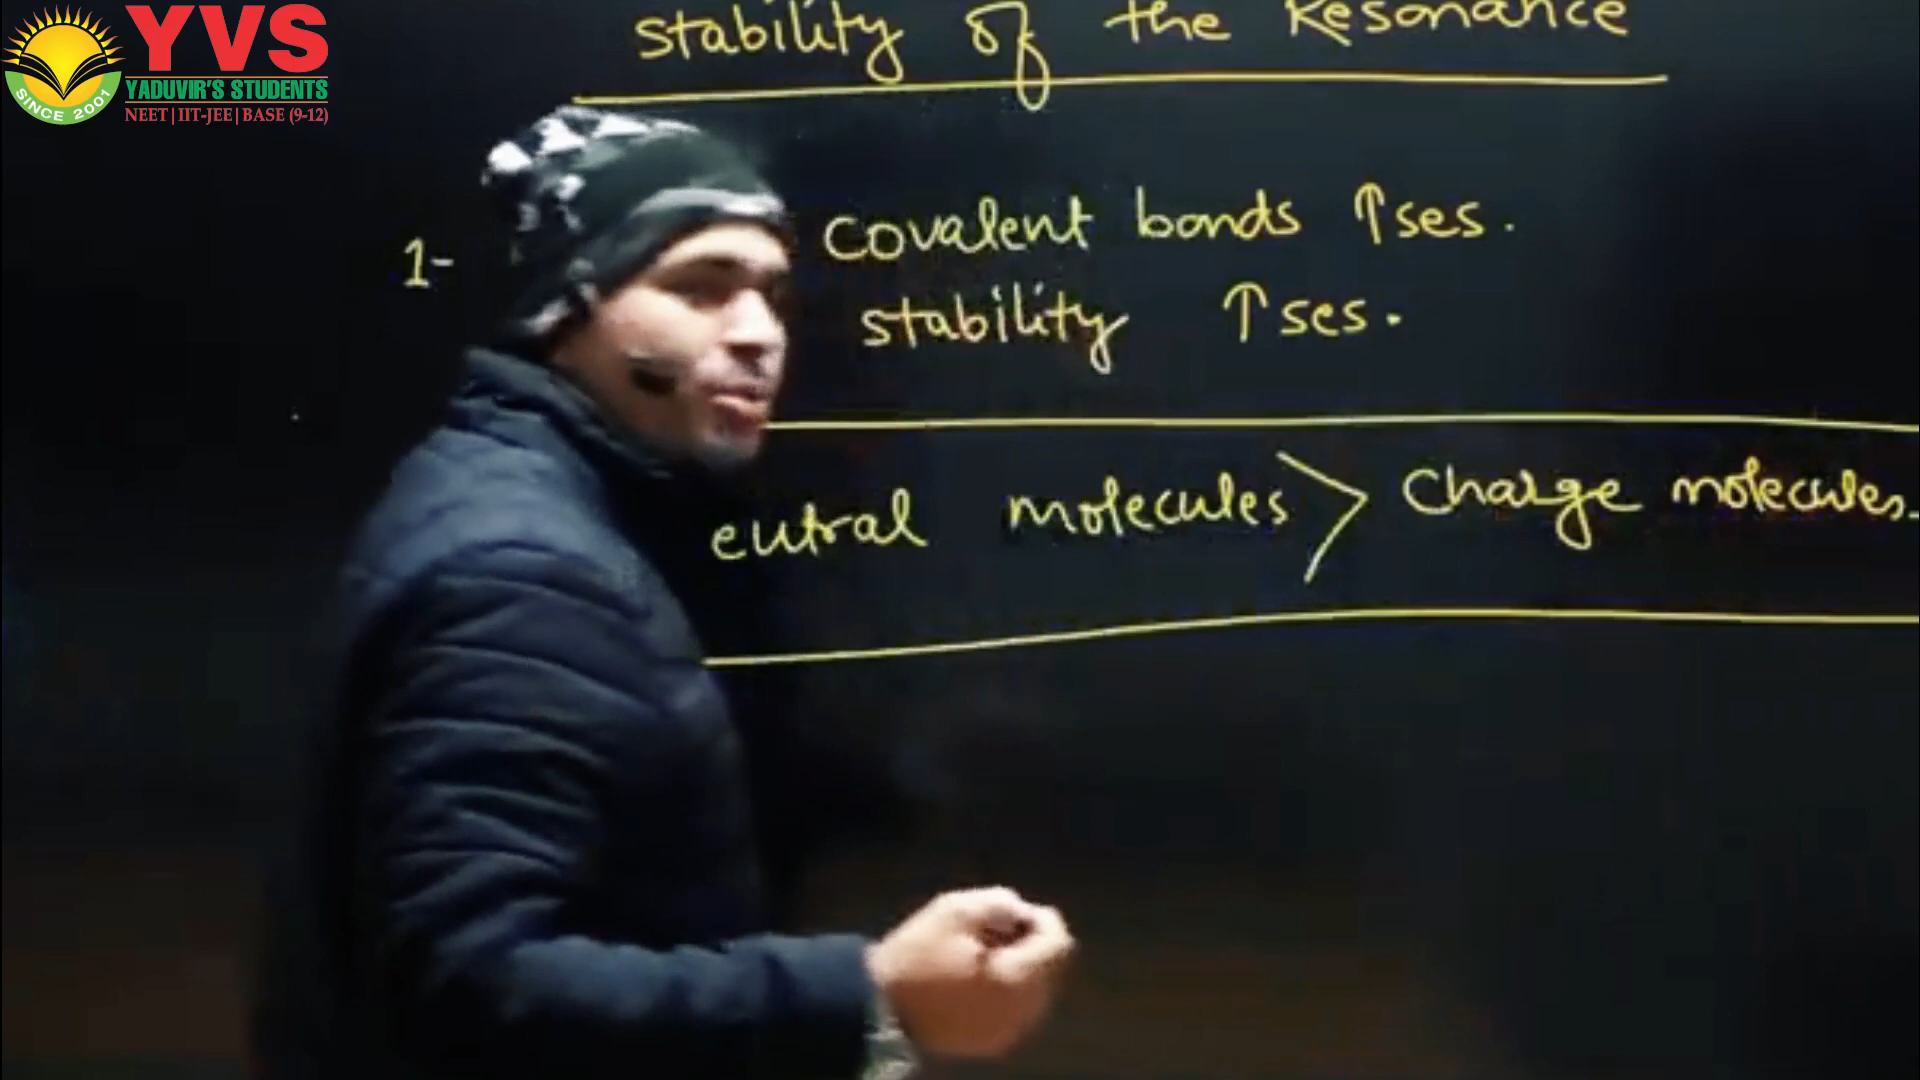 YVS
YADUVIR'S STUDENTS
NEET | IIT-JEE | BASE (9-12)
SINCE 2001
stability of the Resonance
1- covalent bonds ↑ses.
stability ↑ses.
eutral molecules > Charge molecules.